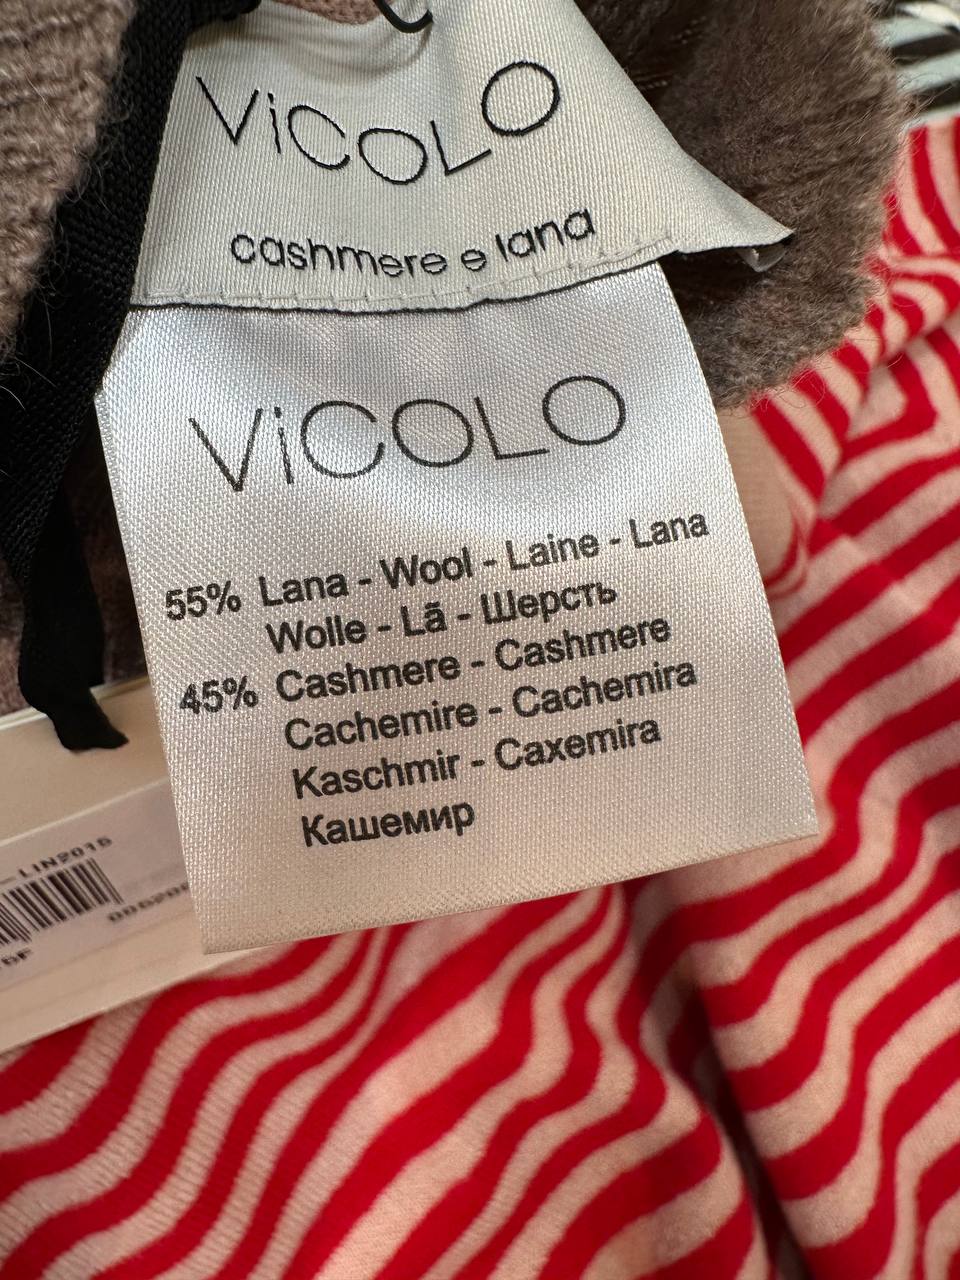 ViCOLO
cashmere e lana
ViCOLO
55% Lana - Wool - Laine - Lana
Wolle - Lã - Шерсть
45% Cashmere - Cashmere
Cachemire - Cachemira
Kaschmir - Caxemira
Кашемир
LIN2015